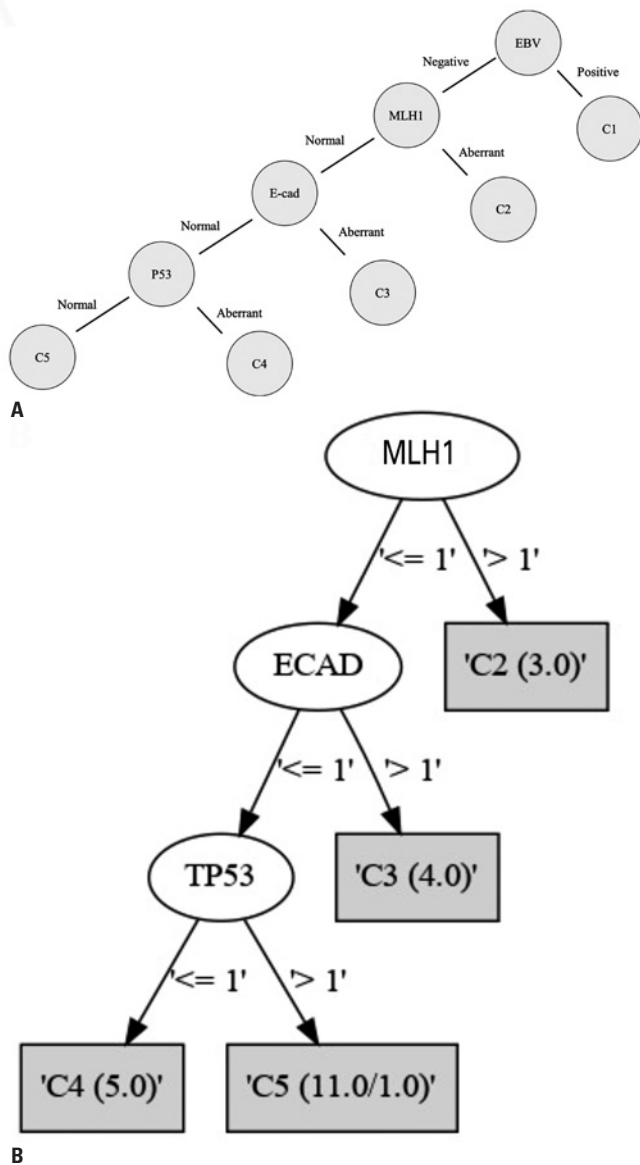 EBV
Negative
Positive
MLH1
C1
Normal
Aberrant
E-cad
C2
Normal
Aberrant
P53
C3
Normal
Aberrant
C5
C4
A
MLH1
'<= 1'
'> 1'
ECAD
'C2 (3.0)'
'<= 1'
'> 1'
TP53
'C3 (4.0)'
'<= 1'
'> 1'
'C4 (5.0)'
'C5 (11.0/1.0)'
B